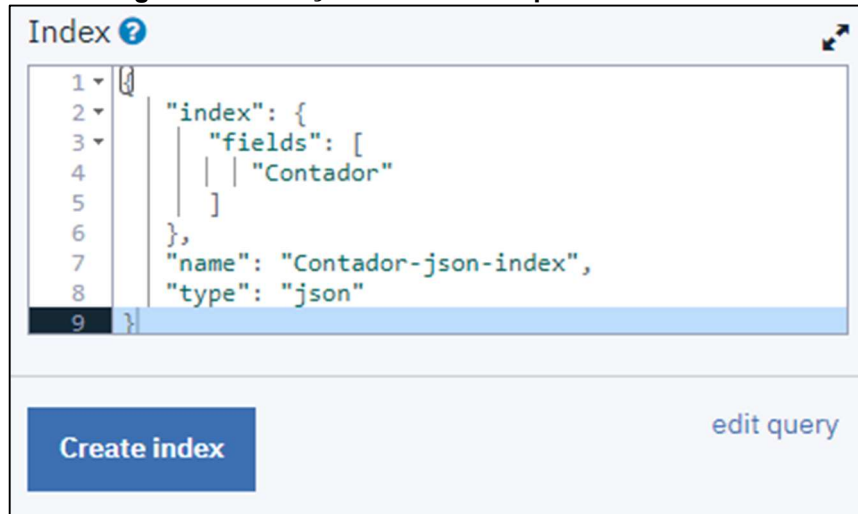 Index ?
1 {
2 "index": {
3 "fields": [
4 "Contador"
5 ]
6 },
7 "name": "Contador-json-index",
8 "type": "json"
9 }
Create index
edit query